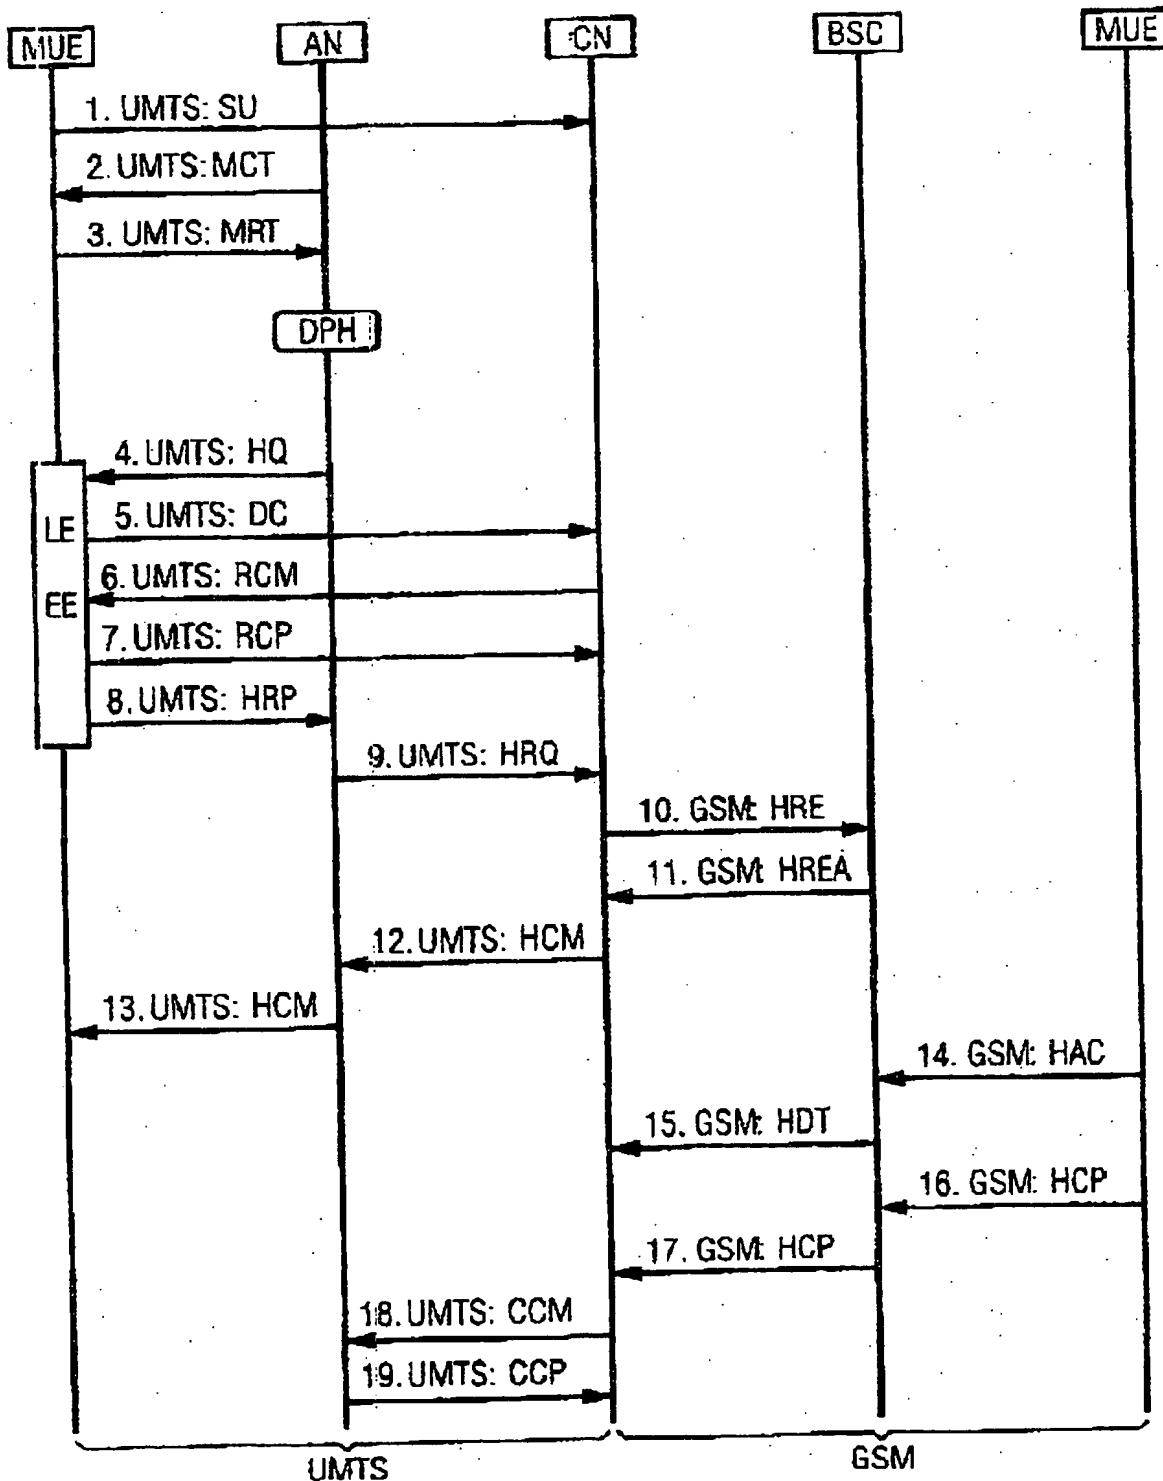 MUE AN CN BSC MUE
1. UMTS: SU
2. UMTS: MCT
3. UMTS: MRT
DPH
4. UMTS: HQ
LE
5. UMTS: DC
6. UMTS: RCM
EE
7. UMTS: RCP
8. UMTS: HRP
9. UMTS: HRQ
10. GSM: HRE
11. GSM: HREA
12. UMTS: HCM
13. UMTS: HCM
14. GSM: HAC
15. GSM: HDT
16. GSM: HCP
17. GSM: HCP
18. UMTS: CCM
19. UMTS: CCP
UMTS GSM